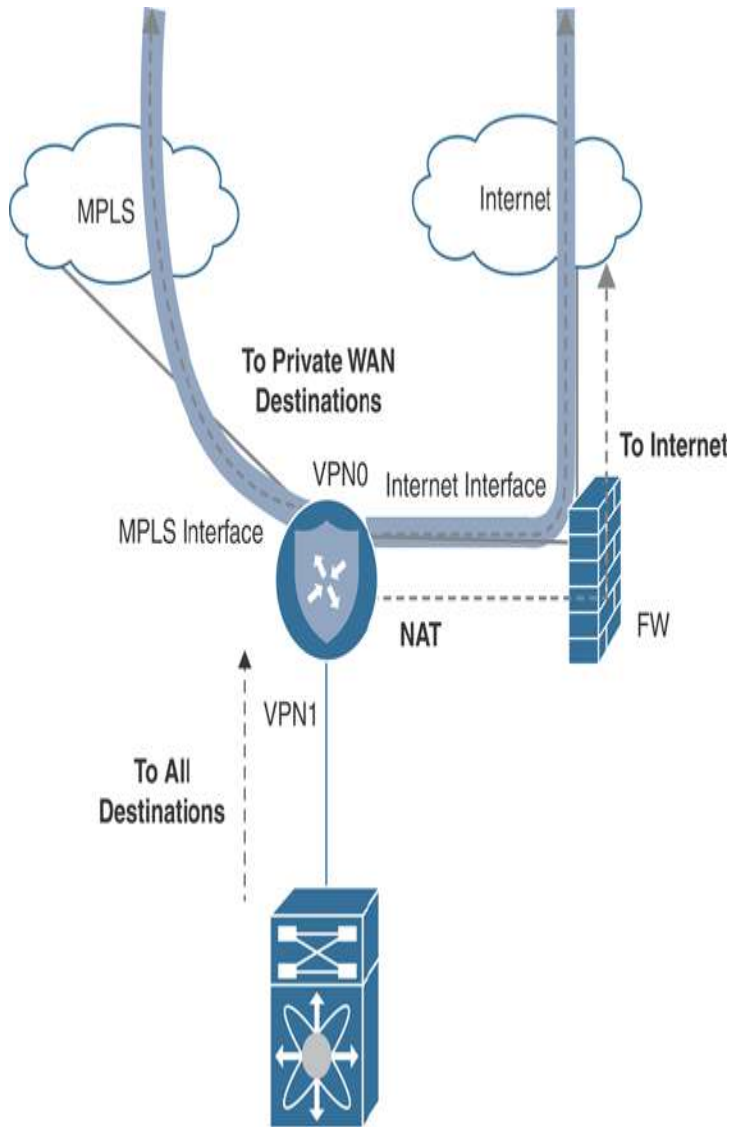 MPLS
Internet
To Private WAN
Destinations
To Internet
VPN0
Internet Interface
MPLS Interface
NAT
FW
VPN1
To All
Destinations